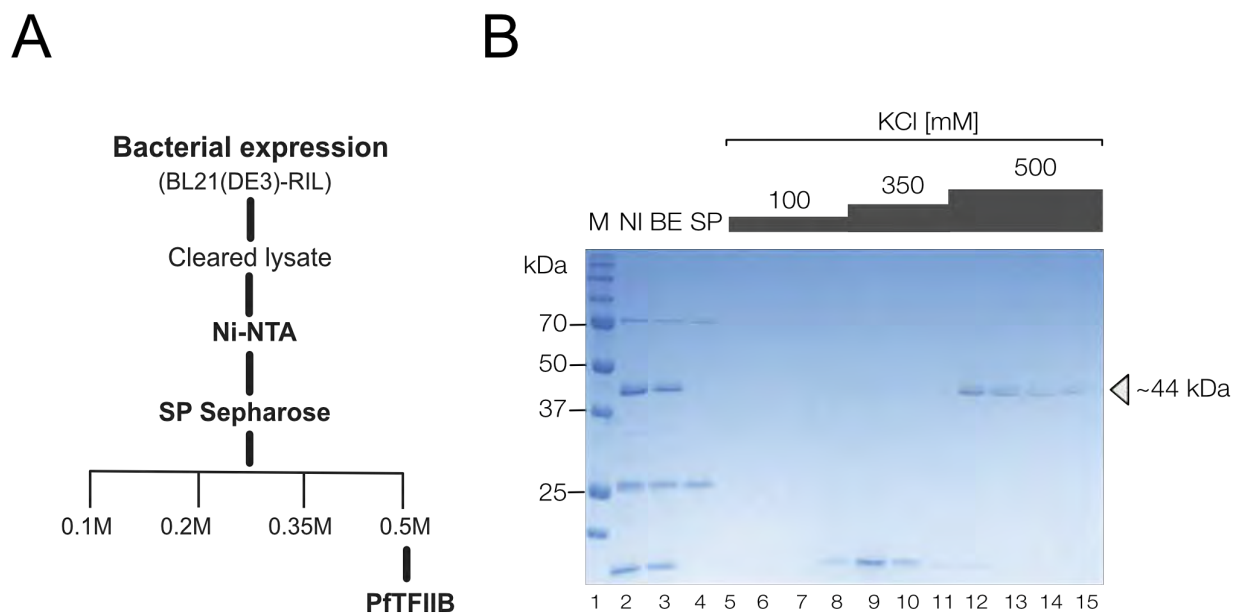 A
Bacterial expression
(BL21(DE3)-RIL)
Cleared lysate
Ni-NTA
SP Sepharose
0.1M 0.2M 0.35M 0.5M
PfTFIIB
B
KCl [mM]
100 350 500
M NI BE SP
kDa
70
50
37
25
~44 kDa
1 2 3 4 5 6 7 8 9 10 11 12 13 14 15